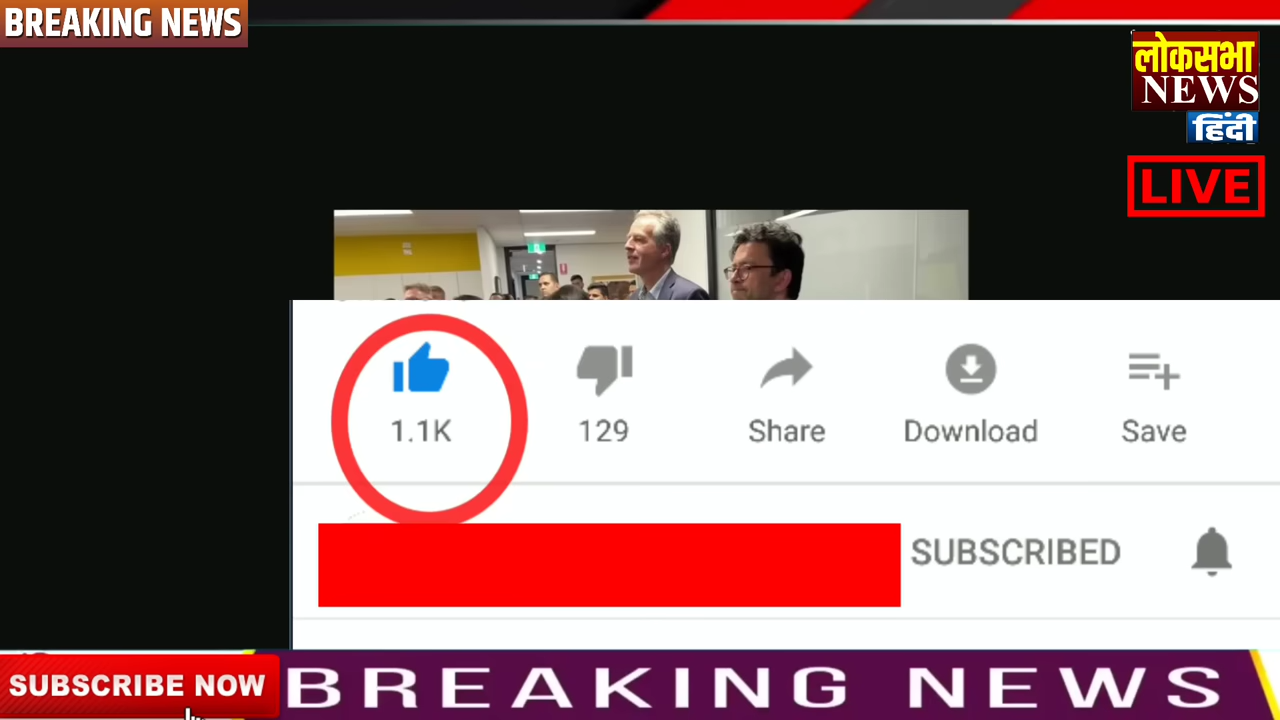 BREAKING NEWS
लोकसभा
NEWS
हिंदी
LIVE
1.1K
129
Share
Download
Save
SUBSCRIBED
SUBSCRIBE NOW
BREAKING NEWS